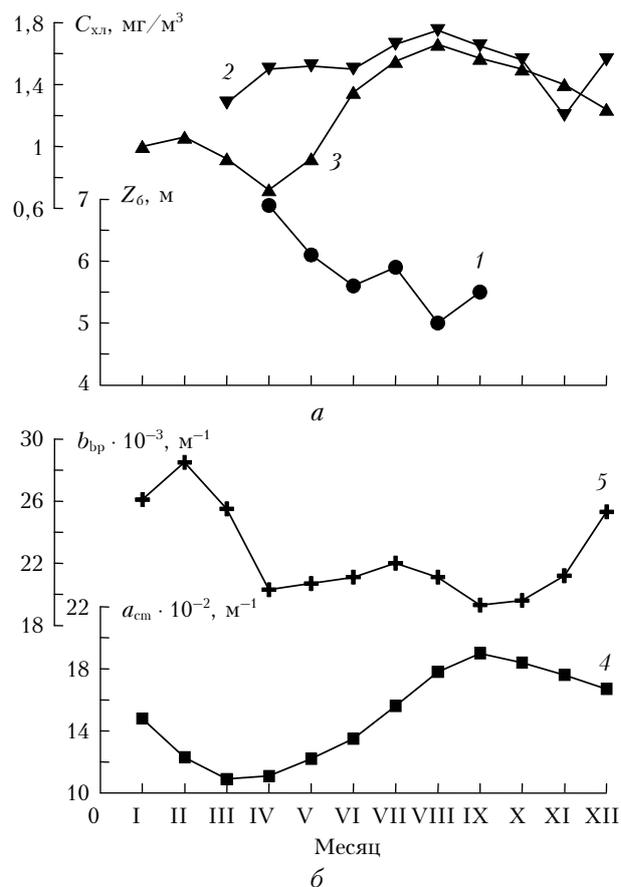 1,8 C_хл, мг/м³
2
1,4
1
3
0,6
7 Z_б, м
6 1
5
4
а
30 b_bp · 10⁻³, м⁻¹
26 5
22
18
22 a_cm · 10⁻², м⁻¹
18 4
14
10
0 I II III IV V VI VII VIII IX X XI XII
Месяц
б